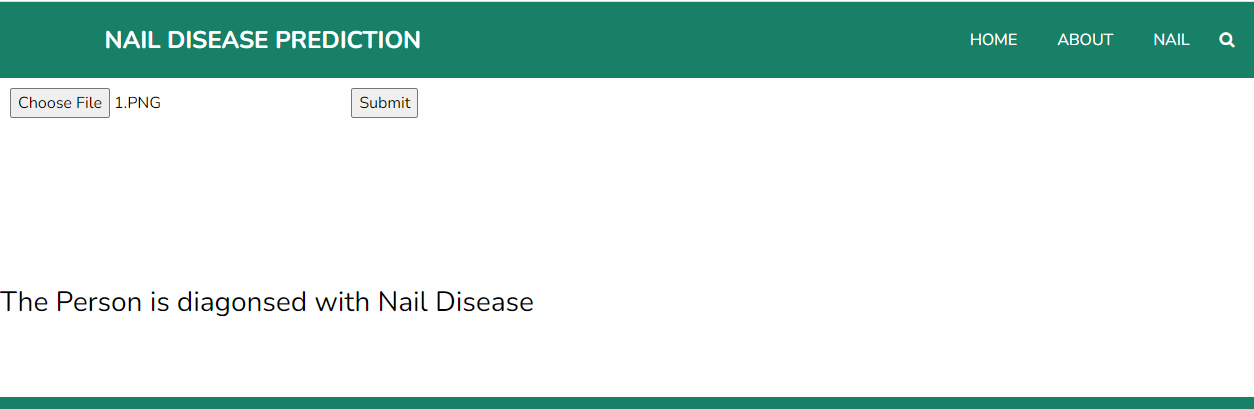 NAIL DISEASE PREDICTION HOME ABOUT NAIL
Choose File 1.PNG Submit
The Person is diagonsed with Nail Disease